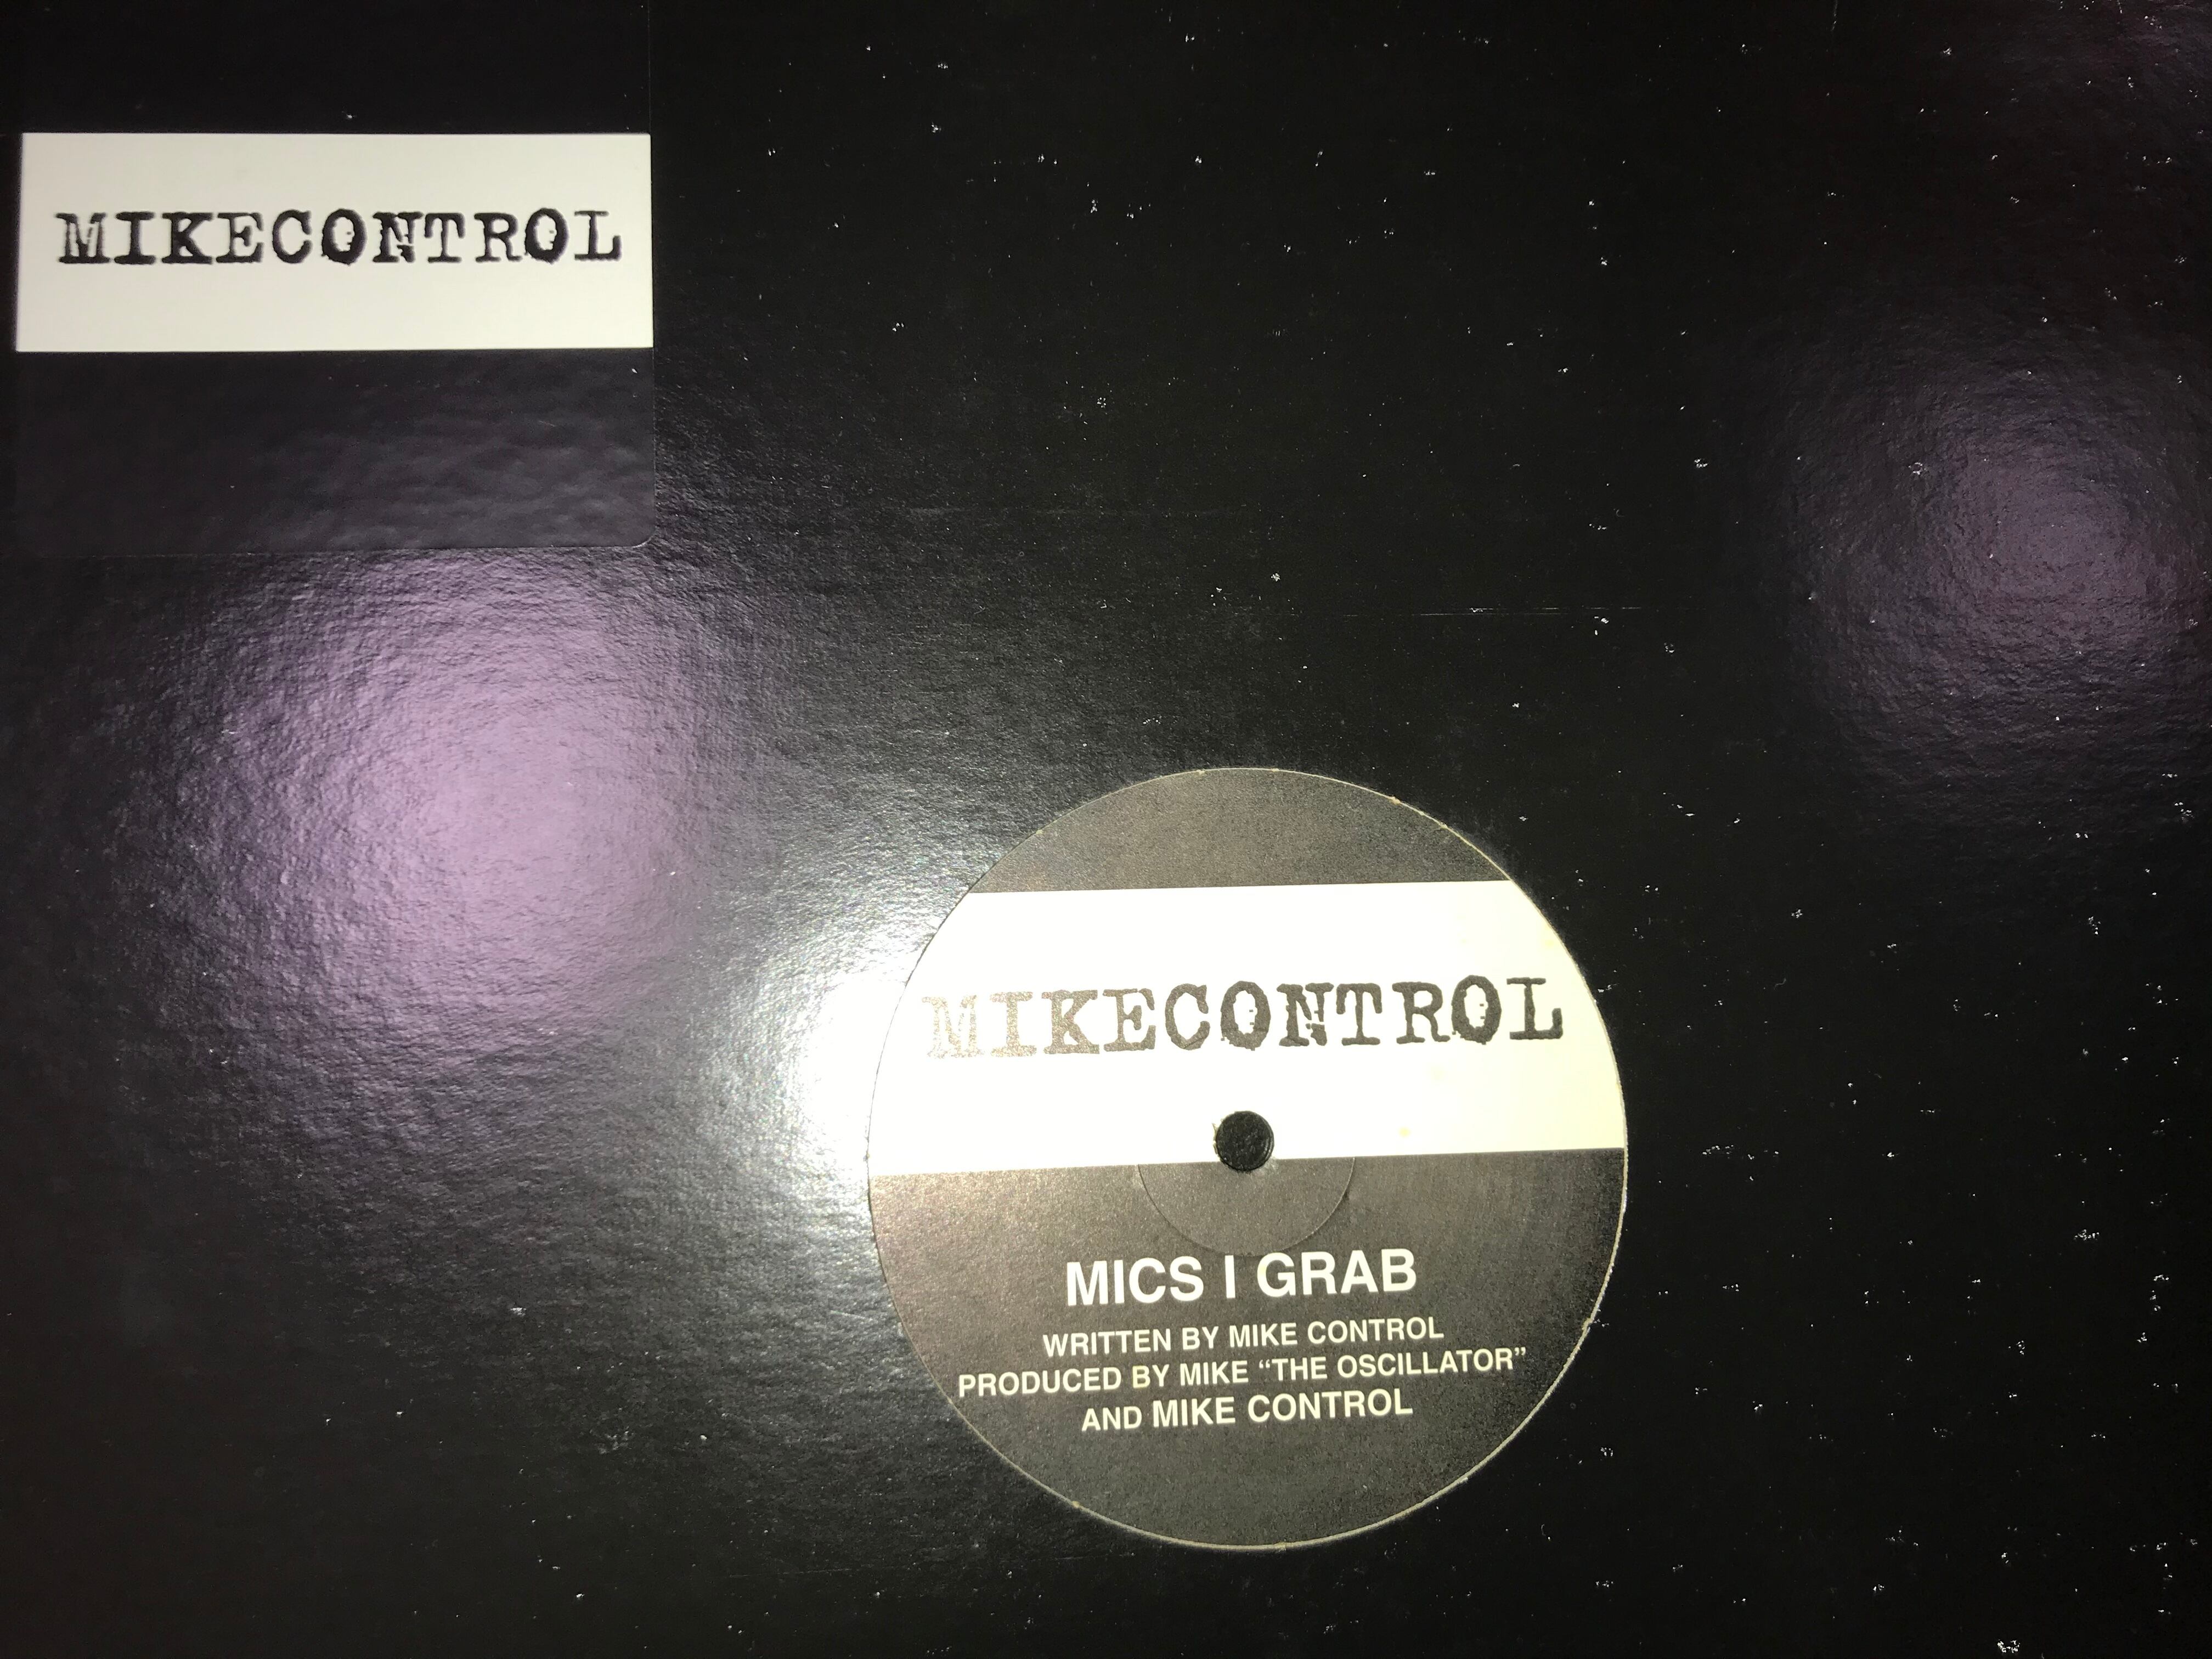 MIKECONTROL
MIKECONTROL
MICS I GRAB
WRITTEN BY MIKE CONTROL
PRODUCED BY MIKE “THE OSCILLATOR”
AND MIKE CONTROL